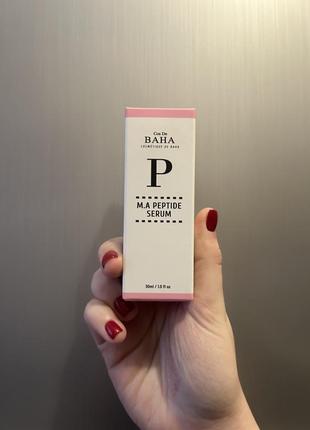 Cos De
BAHA
COSMETIQUE DE BAHA
P
M.A PEPTIDE
SERUM
30ml / 1.0 fl oz